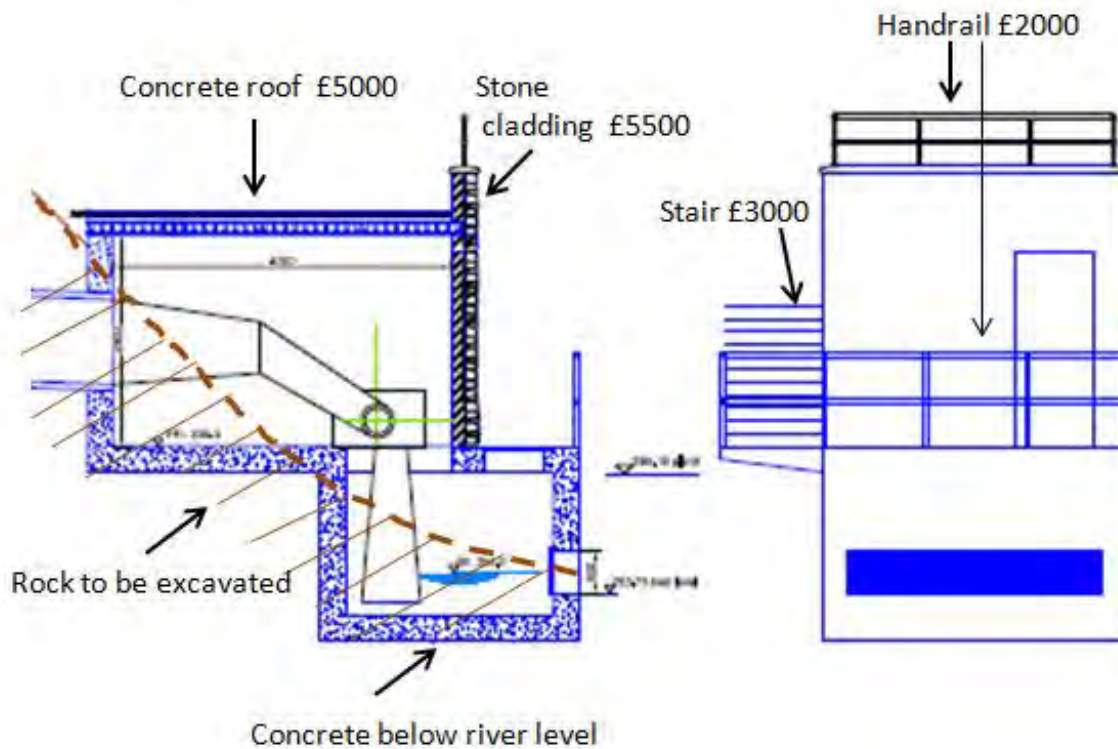 Handrail £2000
Concrete roof £5000
Stone
cladding £5500
Stair £3000
Rock to be excavated
Concrete below river level